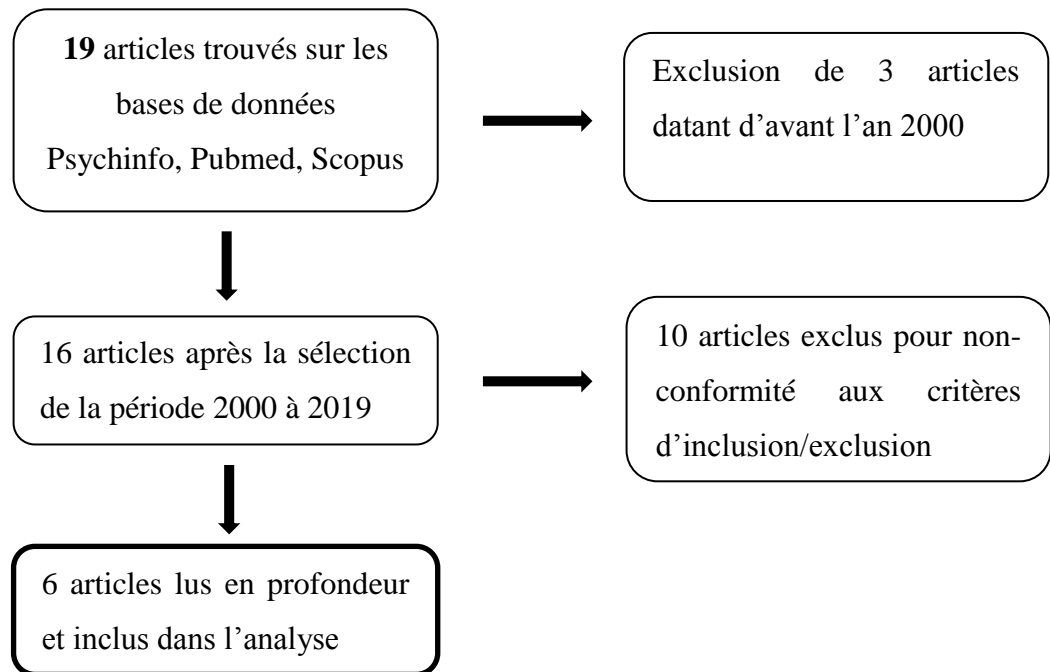 19 articles trouvés sur les
bases de données
Psychinfo, Pubmed, Scopus
Exclusion de 3 articles
datant d’avant l’an 2000
16 articles après la sélection
de la période 2000 à 2019
10 articles exclus pour non-
conformité aux critères
d’inclusion/exclusion
6 articles lus en profondeur
et inclus dans l’analyse